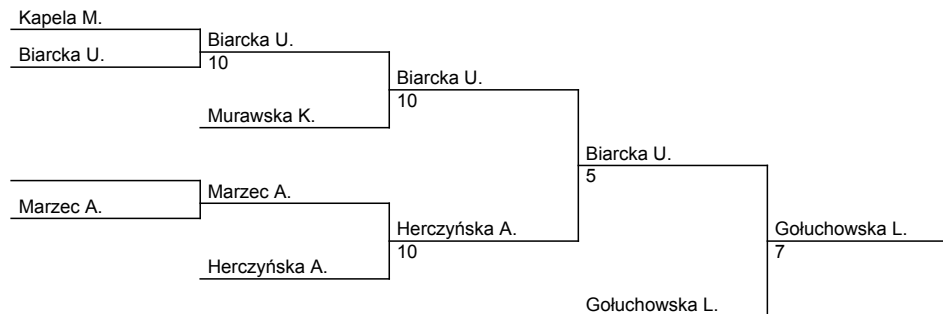 Kapela M.
Biarcka U.
Biarcka U.
10
Murawska K.
Biarcka U.
10
Marzec A.
Marzec A.
Herczyńska A.
Herczyńska A.
10
Biarcka U.
5
Gołuchowska L.
Gołuchowska L.
7